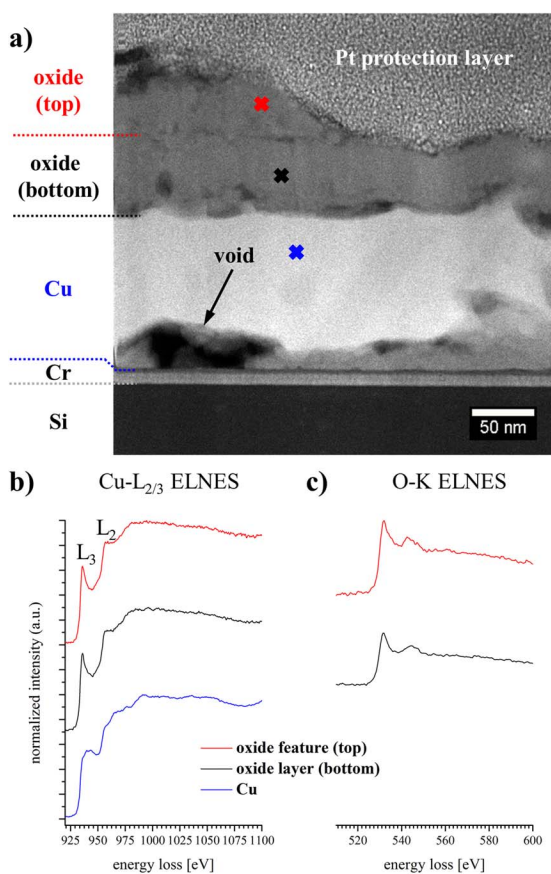 a)
Pt protection layer
oxide
(top)
oxide
(bottom)
void
Cu
Cr
Si
50 nm
b) Cu-L2/3 ELNES
c) O-K ELNES
L3
L2
normalized intensity (a.u.)
oxide feature (top)
oxide layer (bottom)
Cu
925 950 975 1000 1025 1050 1075 1100
energy loss [eV]
520 540 560 580 600
energy loss [eV]